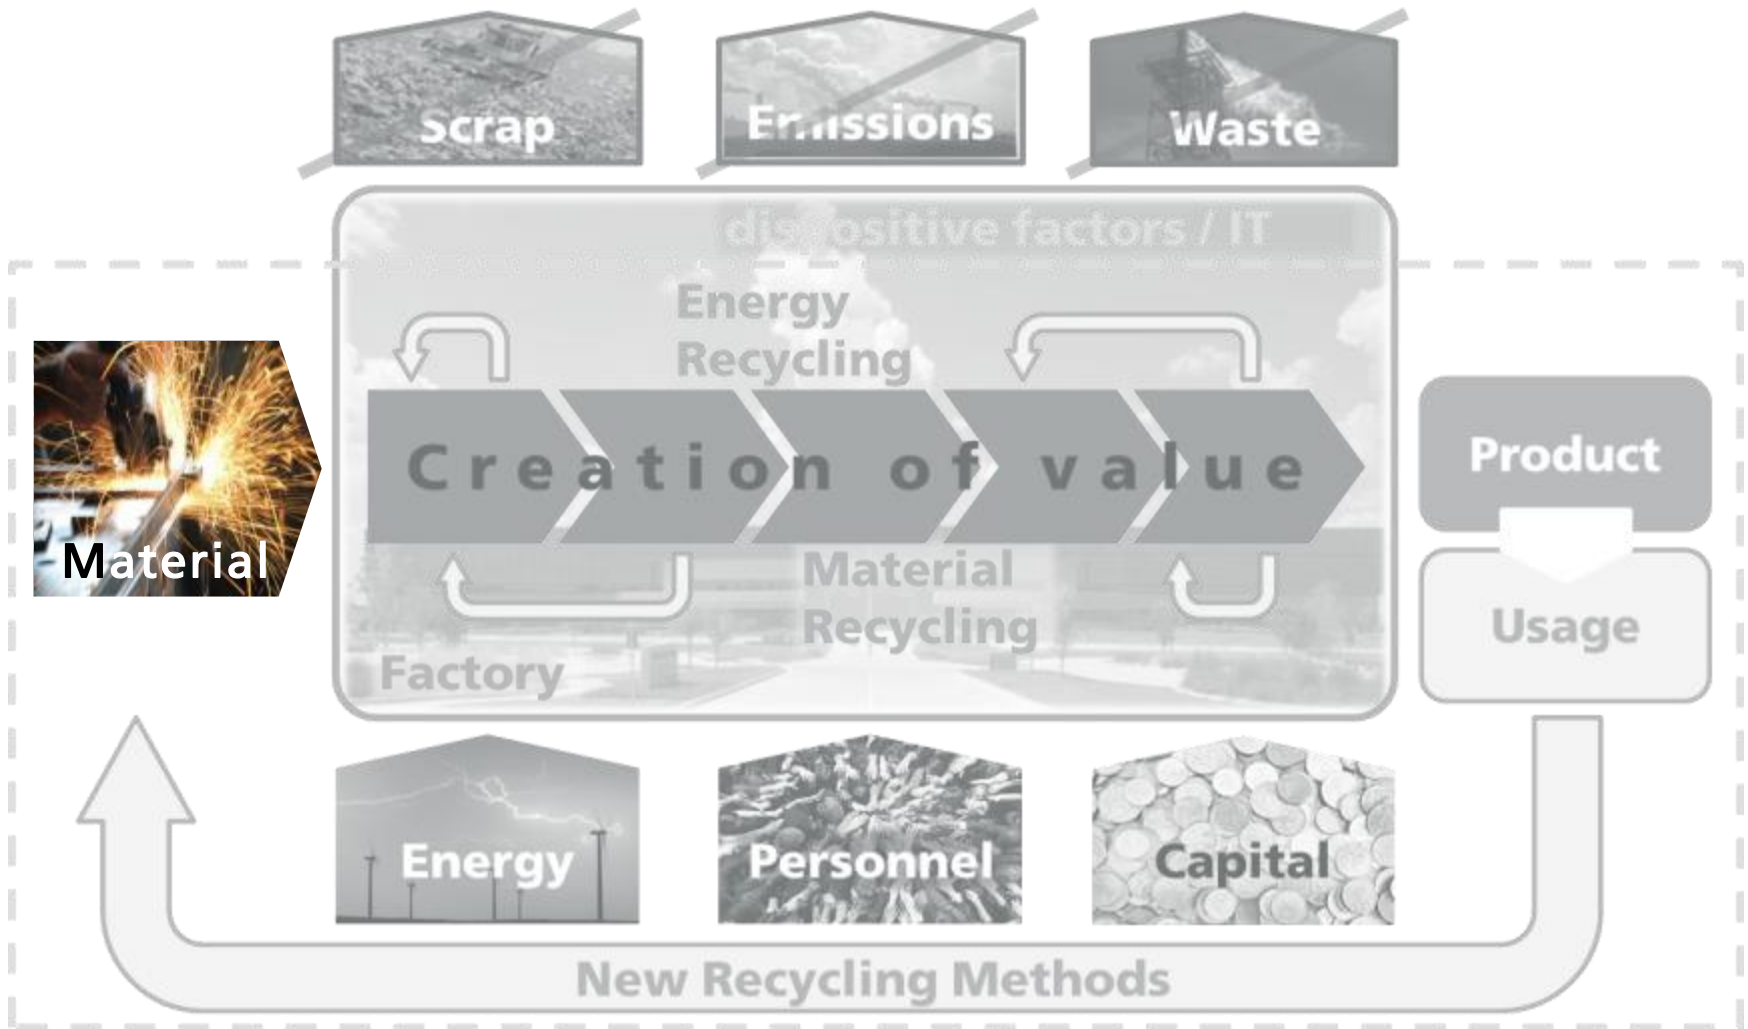 Scrap
Emissions
Waste
dispositive factors / IT
Energy
Recycling
Creation of value
Material
Product
Material
Recycling
Usage
Factory
Energy
Personnel
Capital
New Recycling Methods